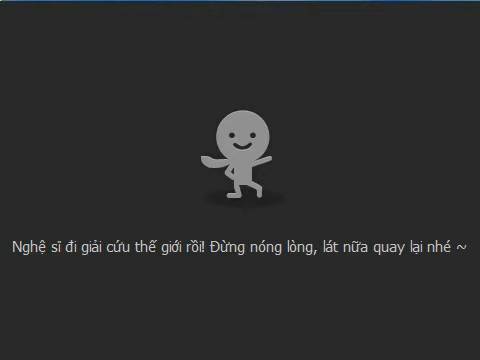 Nghệ sĩ đi giải cứu thế giới rồi! Đừng nóng lòng, lát nữa quay lại nhé ~